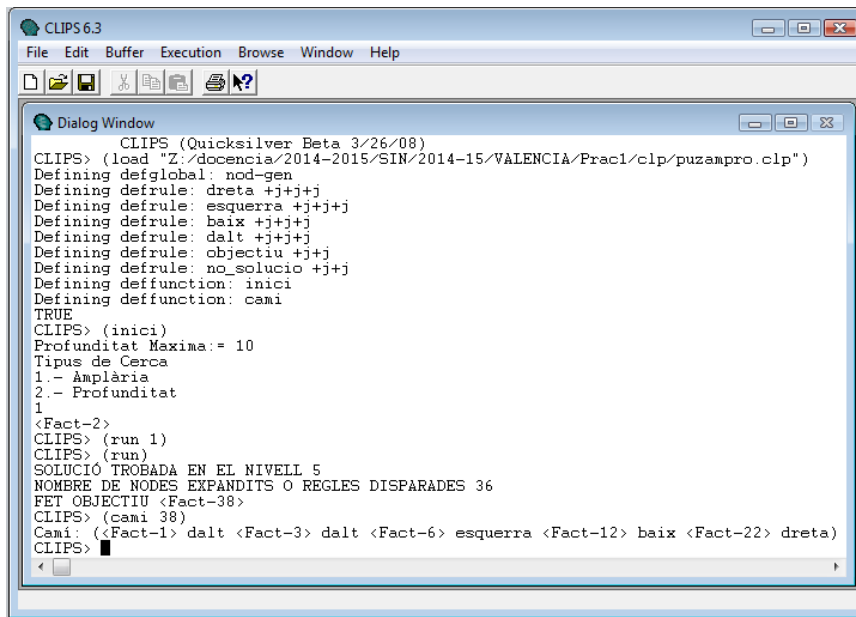 CLIPS 6.3
File Edit Buffer Execution Browse Window Help
Dialog Window
CLIPS (Quicksilver Beta 3/26/08)
CLIPS> (load "Z:/docencia/2014-2015/SIN/2014-15/VALENCIA/Prac1/clp/puzampro.clp")
Defining defglobal: nod-gen
Defining defrule: dreta +j+j+j
Defining defrule: esquerra +j+j+j
Defining defrule: baix +j+j+j
Defining defrule: dalt +j+j+j
Defining defrule: objectiu +j+j
Defining defrule: no_solucio +j+j
Defining deffunction: inici
Defining deffunction: cami
TRUE
CLIPS> (inici)
Profunditat Maxima:= 10
Tipus de Cerca
1.- Amplària
2.- Profunditat
1
<Fact-2>
CLIPS> (run 1)
CLIPS> (run)
SOLUCIÓ TROBADA EN EL NIVELL 5
NOMBRE DE NODES EXPANDITS O REGLES DISPARADES 36
FET OBJECTIU <Fact-38>
CLIPS> (cami 38)
Camí: (<Fact-1> dalt <Fact-3> dalt <Fact-6> esquerra <Fact-12> baix <Fact-22> dreta)
CLIPS>